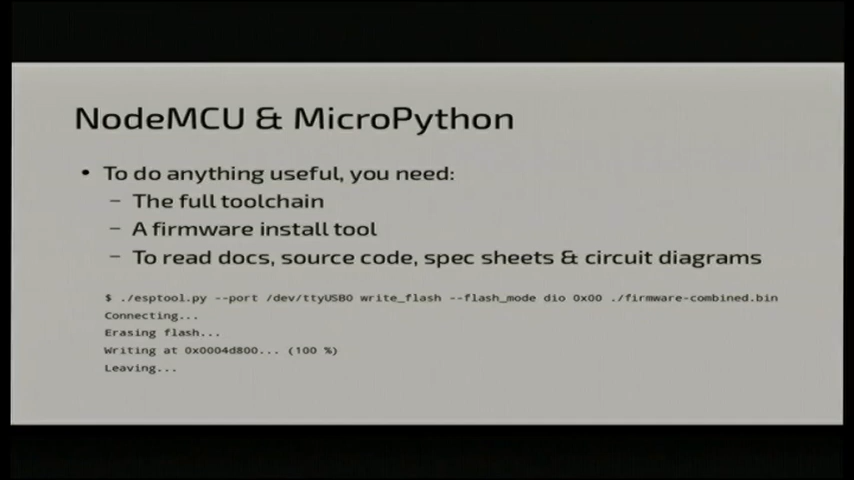 NodeMCU & MicroPython
• To do anything useful, you need:
– The full toolchain
– A firmware install tool
– To read docs, source code, spec sheets & circuit diagrams
$ ./esptool.py --port /dev/ttyUSB0 write_flash --flash_mode dio 0x00 ./firmware-combined.bin
Connecting...
Erasing flash...
Writing at 0x0004d800... (100 %)
Leaving...